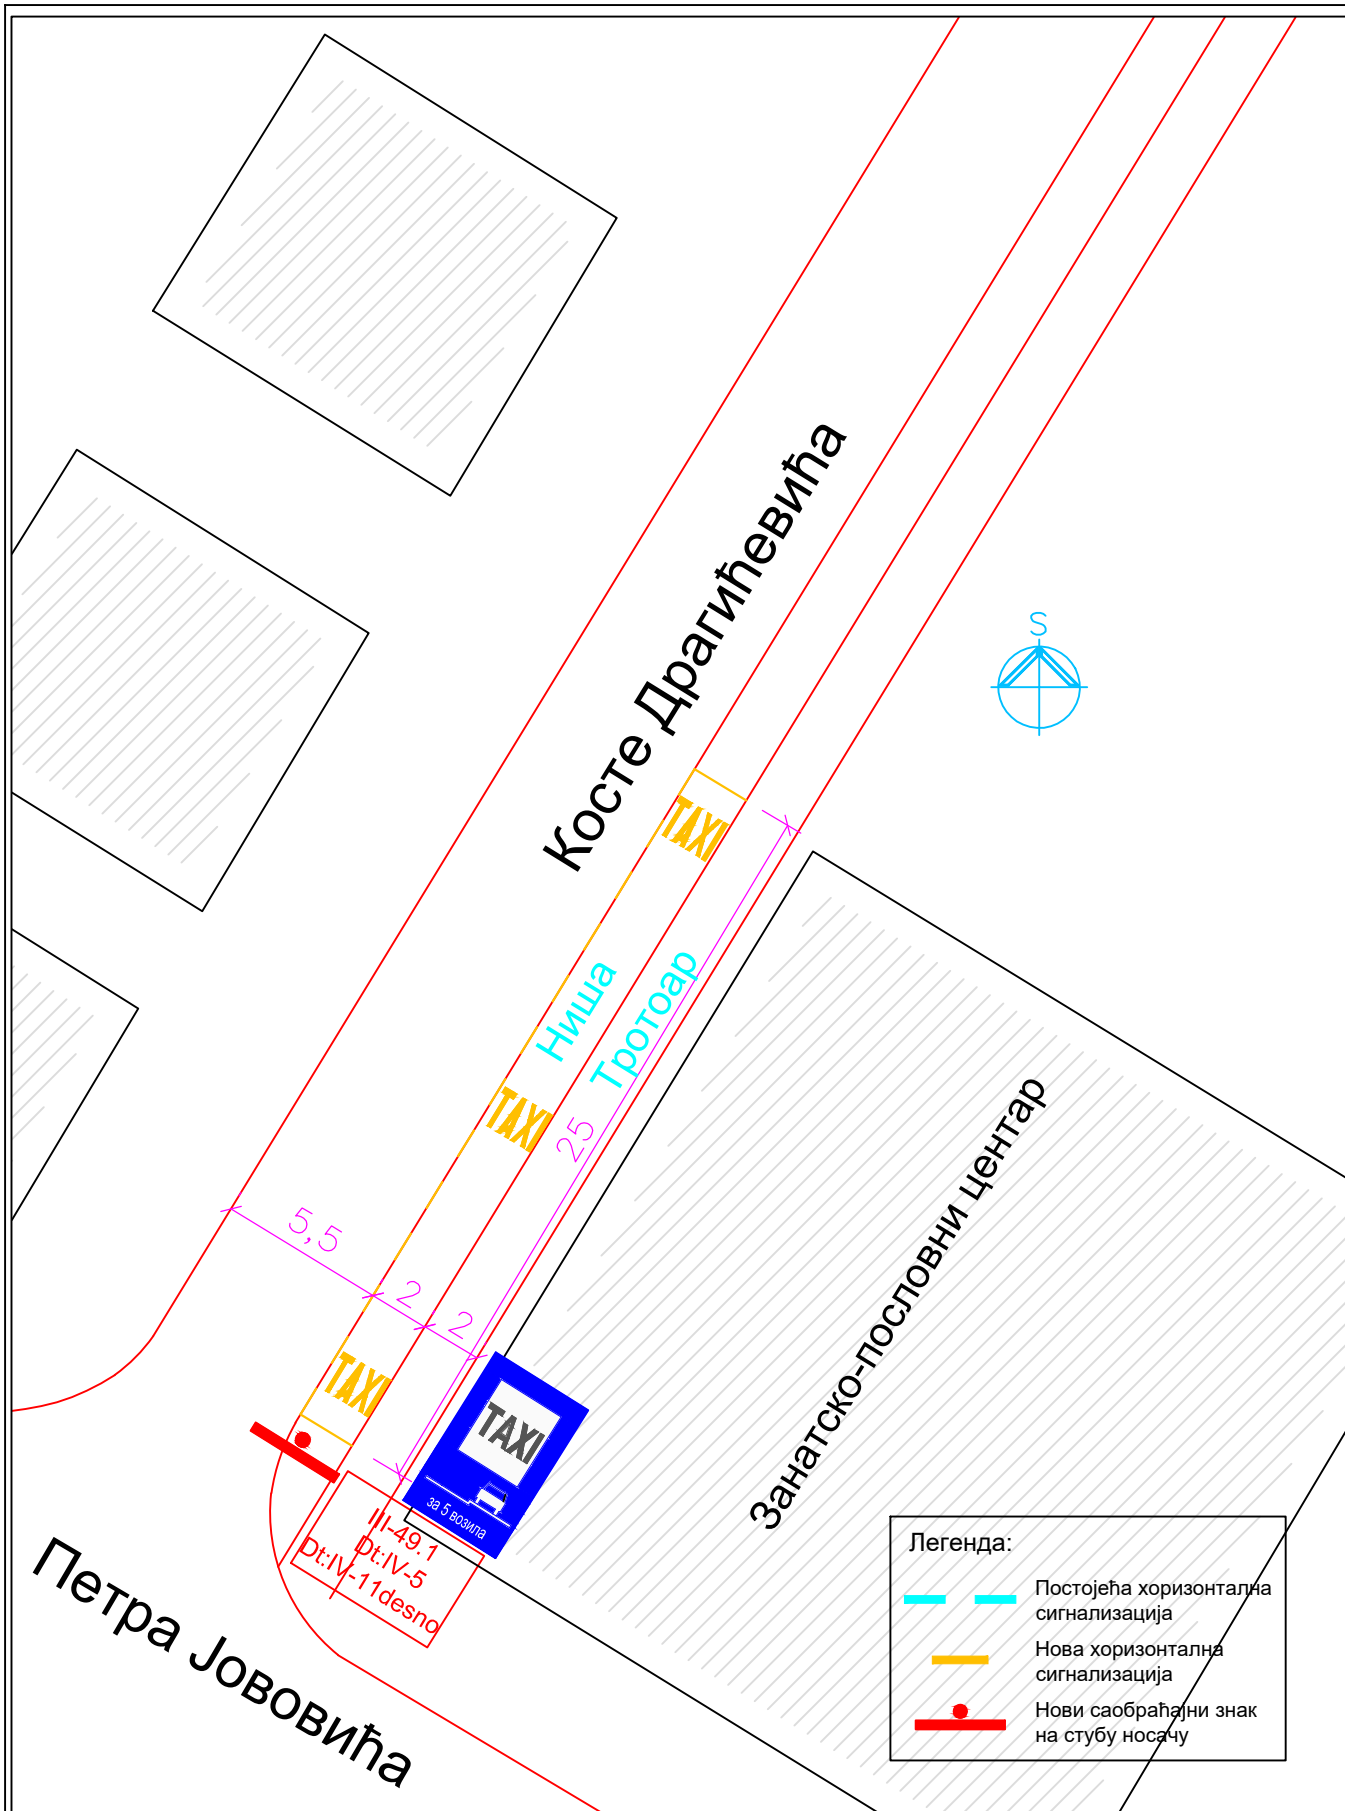 Косте Драгићевића
S
TAXI
Ниша
Тротоар
TAXI
25
5,5
2
2
TAXI
TAXI
за 5 возила
III-49.1
Dt:IV-5
Dt:IV-11desno
Занатско-пословни центар
Петра Јововића
Легенда:
Постојећа хоризонтална
сигнализација
Нова хоризонтална
сигнализација
Нови саобраћајни знак
на стубу носачу